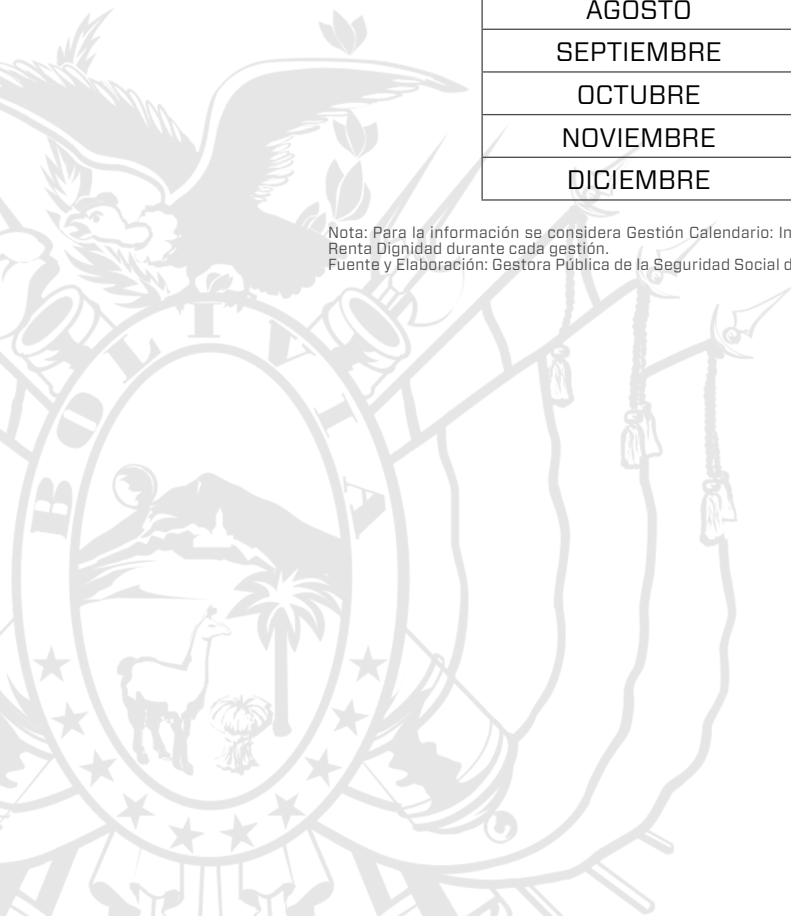 AGOSTO
SEPTIEMBRE
OCTUBRE
NOVIEMBRE
DICIEMBRE
Nota: Para la información se considera Gestión Calendario: In
Renta Dignidad durante cada gestión.
Fuente y Elaboración: Gestora Pública de la Seguridad Social d
BOLIVIA